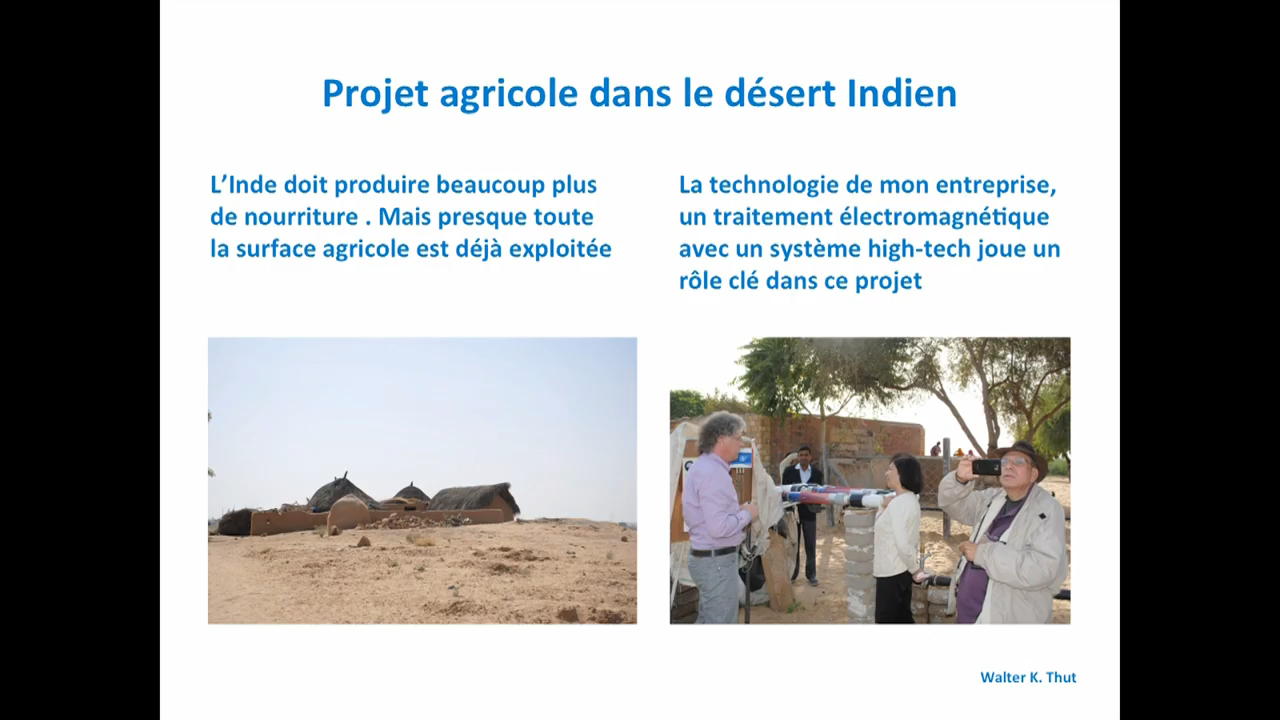 Projet agricole dans le désert Indien
L’Inde doit produire beaucoup plus
de nourriture . Mais presque toute
la surface agricole est déjà exploitée
La technologie de mon entreprise,
un traitement électromagnétique
avec un système high-tech joue un
rôle clé dans ce projet
Walter K. Thut